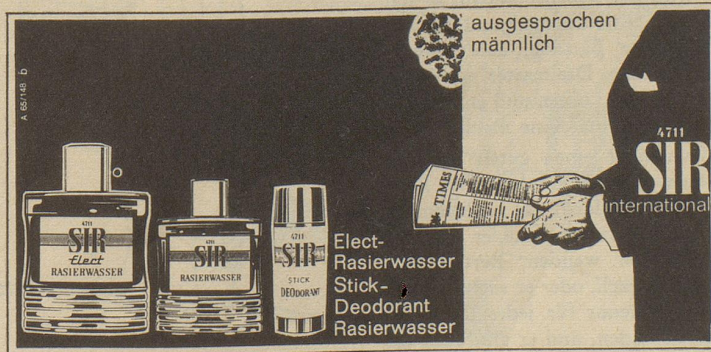 ausgesprochen
männlich
A 65/148 b
4711
SIR
international
TIMES
4711
SIR
Elect
RASIERWASSER
4711
SIR
RASIERWASSER
4711
SIR
STICK
DEODORANT
Elect-
Rasierwasser
Stick-
Deodorant
Rasierwasser